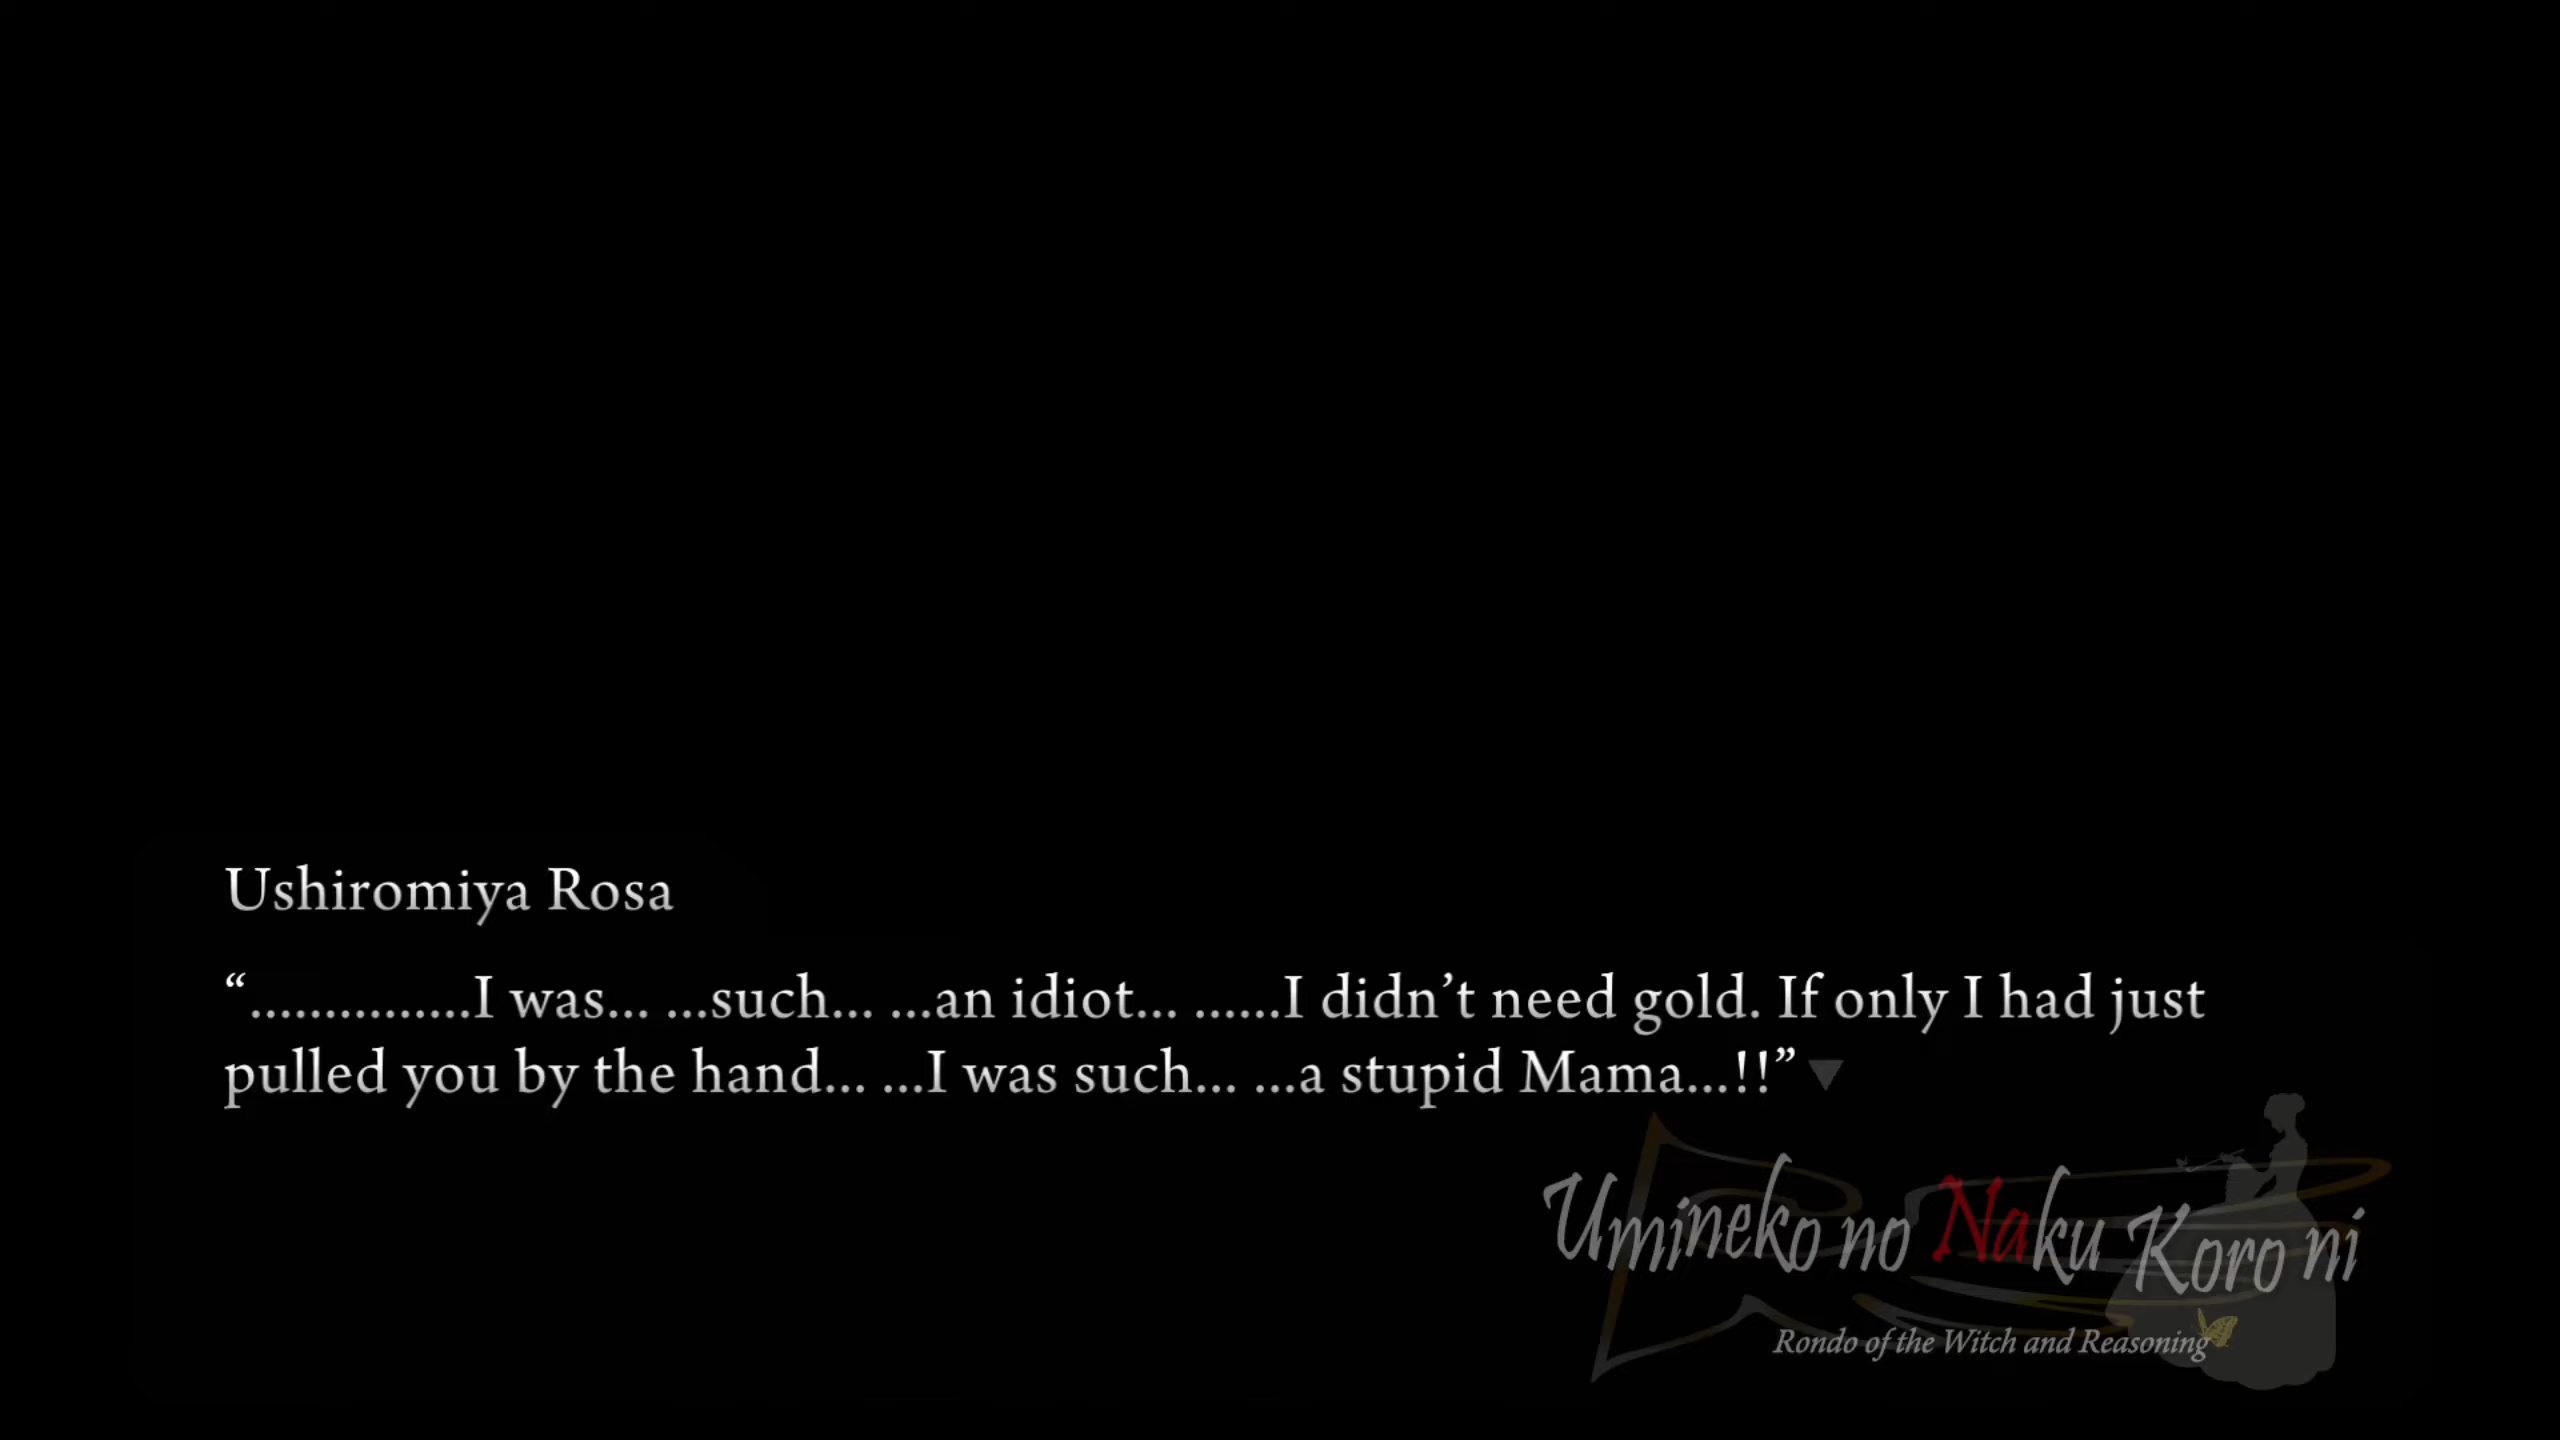 Ushiromiya Rosa
“...............I was... ...such... ...an idiot... ......I didn’t need gold. If only I had just
pulled you by the hand... ...I was such... ...a stupid Mama...!!”
Umineko no Naku Koro ni
Rondo of the Witch and Reasoning